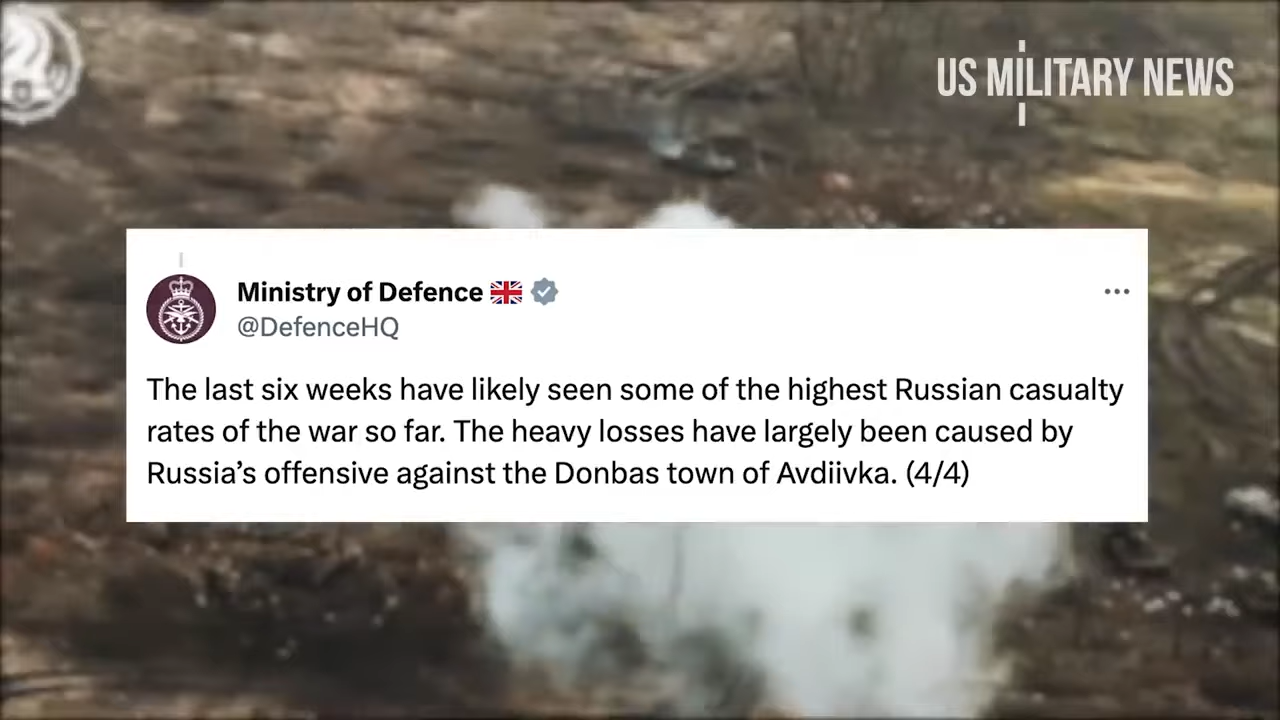 US MILITARY NEWS
Ministry of Defence
@DefenceHQ
The last six weeks have likely seen some of the highest Russian casualty
rates of the war so far. The heavy losses have largely been caused by
Russia’s offensive against the Donbas town of Avdiivka. (4/4)